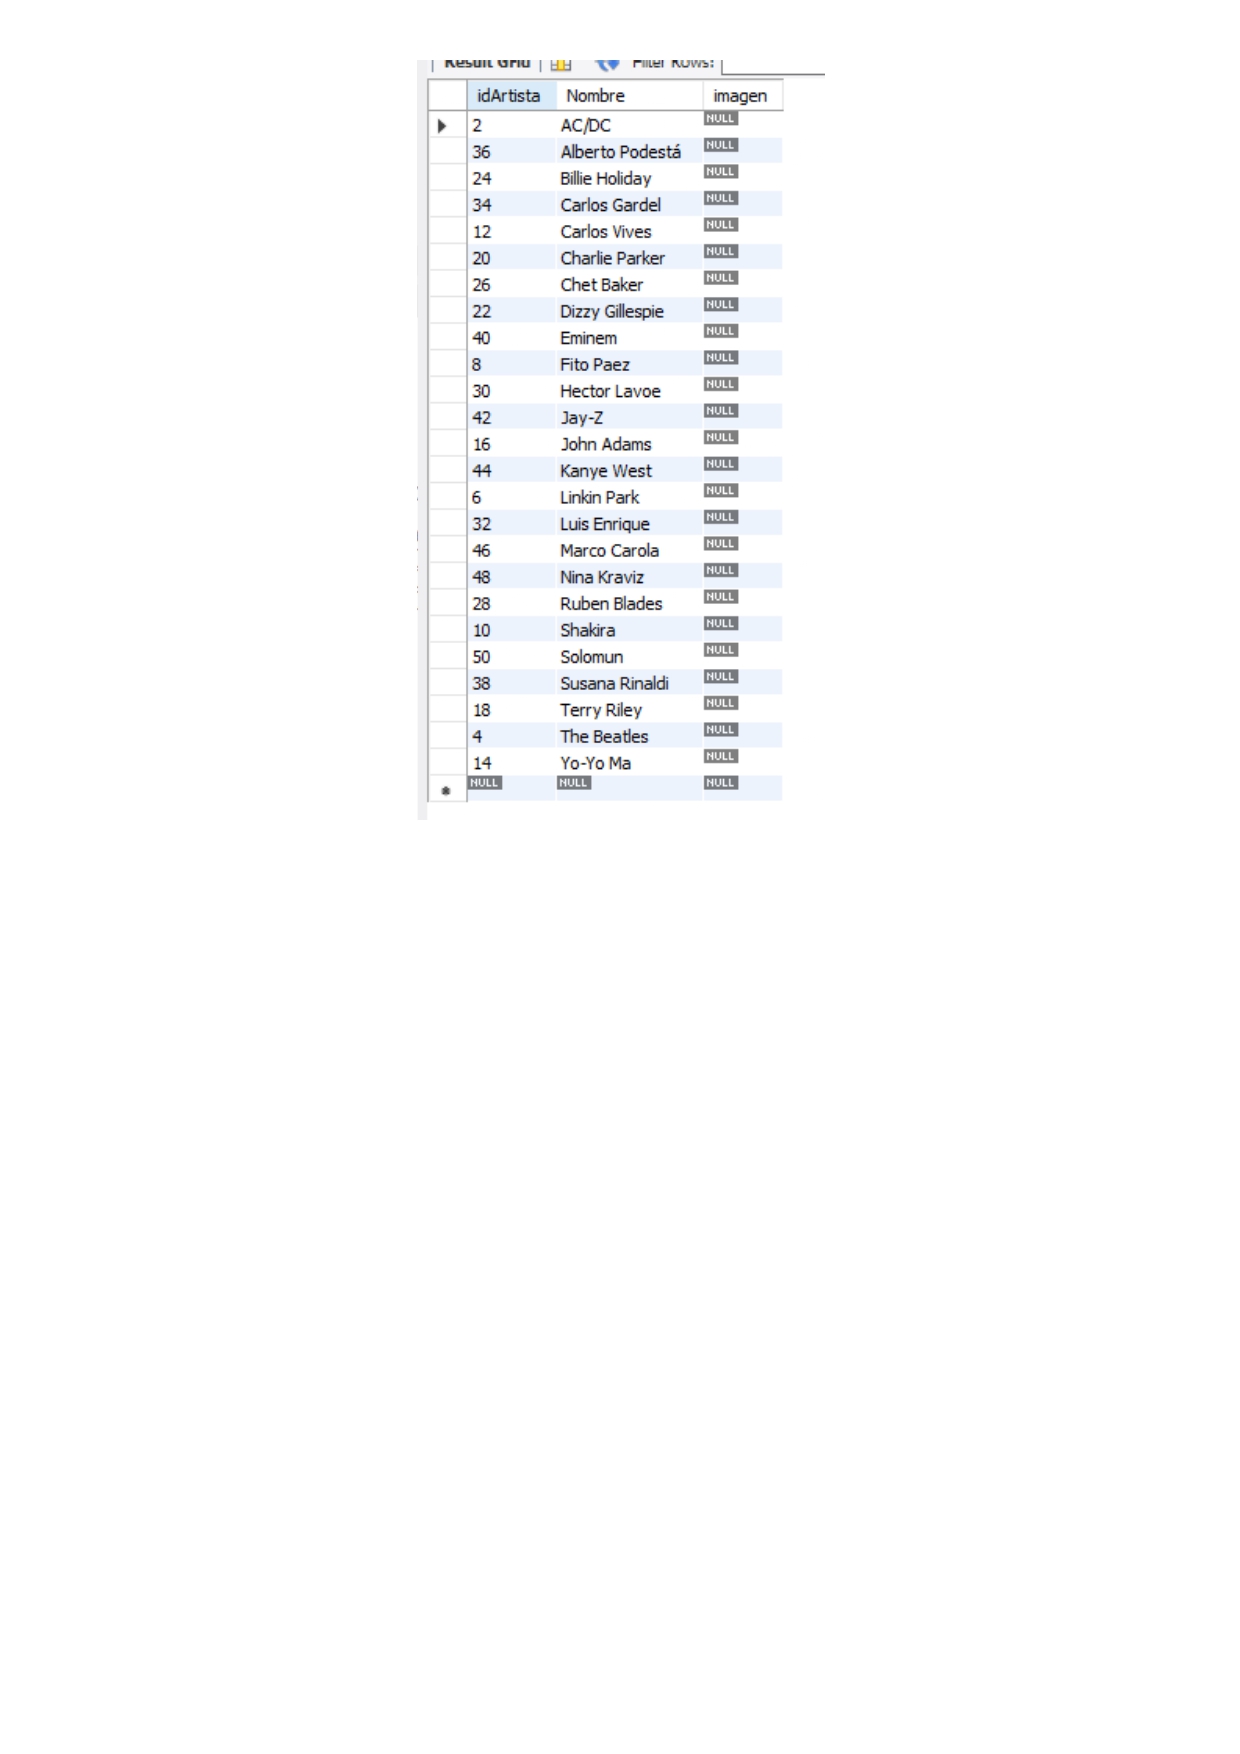 Result Grid Filter Rows:
idArtista Nombre imagen
2 AC/DC NULL
36 Alberto Podestá NULL
24 Billie Holiday NULL
34 Carlos Gardel NULL
12 Carlos Vives NULL
20 Charlie Parker NULL
26 Chet Baker NULL
22 Dizzy Gillespie NULL
40 Eminem NULL
8 Fito Paez NULL
30 Hector Lavoe NULL
42 Jay-Z NULL
16 John Adams NULL
44 Kanye West NULL
6 Linkin Park NULL
32 Luis Enrique NULL
46 Marco Carola NULL
48 Nina Kraviz NULL
28 Ruben Blades NULL
10 Shakira NULL
50 Solomun NULL
38 Susana Rinaldi NULL
18 Terry Riley NULL
4 The Beatles NULL
14 Yo-Yo Ma NULL
NULL NULL NULL